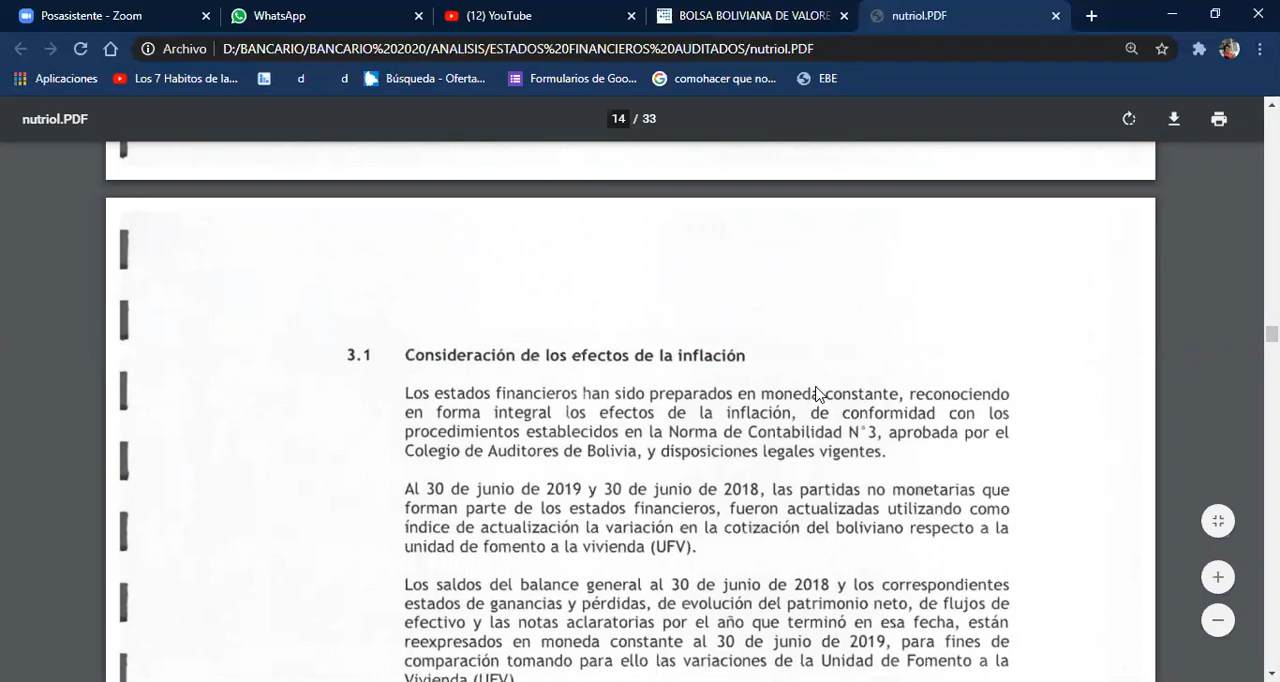 Posasistente - Zoom
WhatsApp
(12) YouTube
BOLSA BOLIVIANA DE VALORE
nutriol.PDF
Archivo
D:/BANCARIO/BANCARIO%202020/ANALISIS/ESTADOS%20FINANCIEROS%20AUDITADOS/nutriol.PDF
Aplicaciones
Los 7 Habitos de la...
d
d
Búsqueda - Oferta...
Formularios de Goo...
comohacer que no...
EBE
nutriol.PDF
14 / 33
3.1 Consideración de los efectos de la inflación
Los estados financieros han sido preparados en moneda constante, reconociendo
en forma integral los efectos de la inflación, de conformidad con los
procedimientos establecidos en la Norma de Contabilidad N°3, aprobada por el
Colegio de Auditores de Bolivia, y disposiciones legales vigentes.
Al 30 de junio de 2019 y 30 de junio de 2018, las partidas no monetarias que
forman parte de los estados financieros, fueron actualizadas utilizando como
índice de actualización la variación en la cotización del boliviano respecto a la
unidad de fomento a la vivienda (UFV).
Los saldos del balance general al 30 de junio de 2018 y los correspondientes
estados de ganancias y pérdidas, de evolución del patrimonio neto, de flujos de
efectivo y las notas aclaratorias por el año que terminó en esa fecha, están
reexpresados en moneda constante al 30 de junio de 2019, para fines de
comparación tomando para ello las variaciones de la Unidad de Fomento a la
Vivienda (UFV)